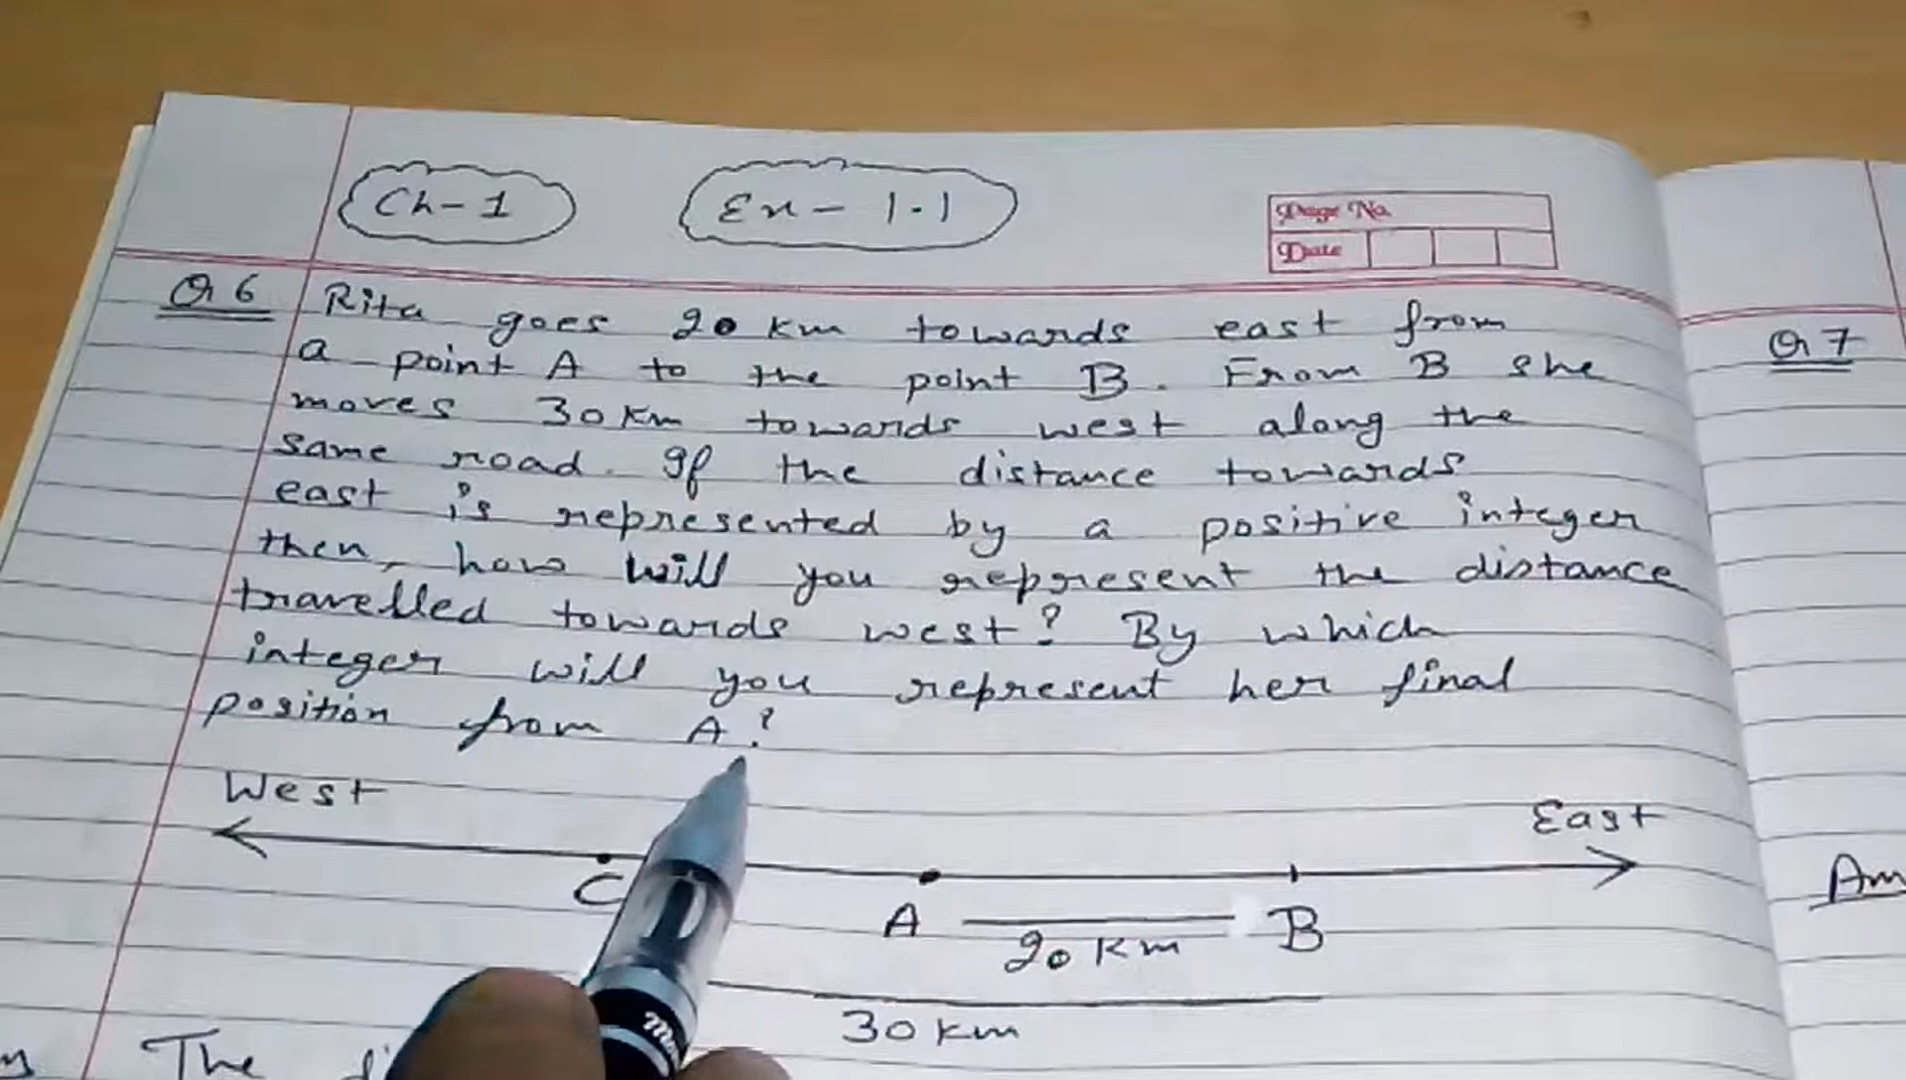 Ch-1
Ex-1.1
Page No.
Date
Q 6
Rita goes 20 km towards east from
a point A to the point B. From B she
moves 30 km towards west along the
same road. If the distance towards
east is represented by a positive integer
then, how will you represent the distance
travelled towards west? By which
integer will you represent her final
position from A?
West
East
C
A
B
20 Km
30 Km
The
Q 7